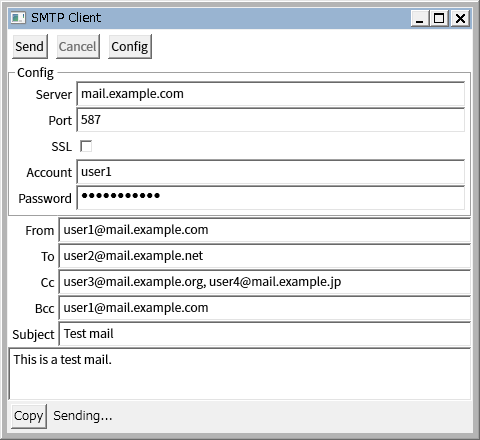 SMTP Client
Send Cancel Config
Config
Server mail.example.com
Port 587
SSL
Account user1
Password ●●●●●●●●●●●
From user1@mail.example.com
To user2@mail.example.net
Cc user3@mail.example.org, user4@mail.example.jp
Bcc user1@mail.example.com
Subject Test mail
This is a test mail.
Copy Sending...